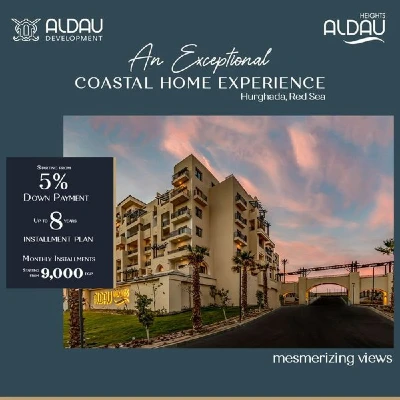 ALDAU
DEVELOPMENT
HEIGHTS
ALDAU
An Exceptional
COASTAL HOME EXPERIENCE
Hurghada, Red Sea
STARTING FROM
5%
DOWN PAYMENT
UP TO 8 YEARS
INSTALLMENT PLAN
MONTHLY INSTALLMENTS
STARTING FROM 9,000 EGP
ALDAU
mesmerizing views